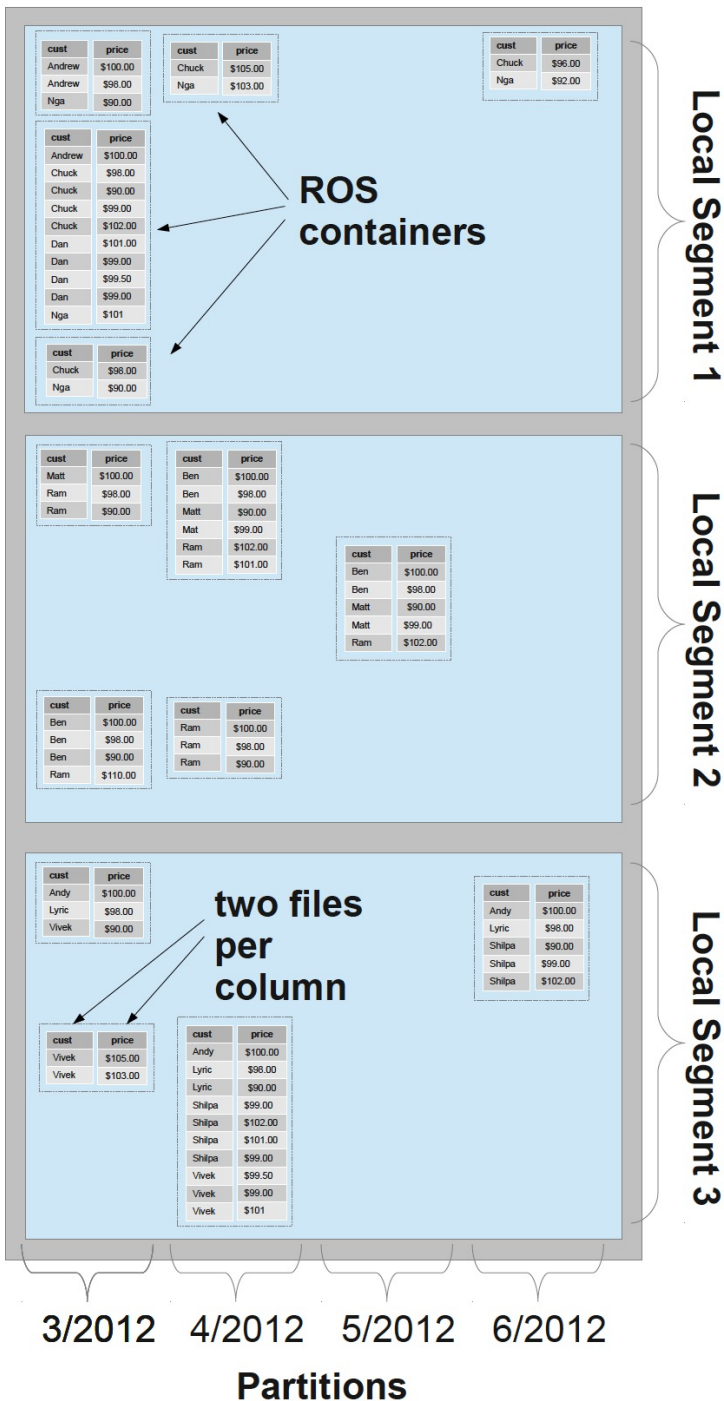 cust price
Andrew $100.00
Andrew $98.00
Nga $90.00
cust price
Chuck $105.00
Nga $103.00
cust price
Chuck $96.00
Nga $92.00
cust price
Andrew $100.00
Chuck $98.00
Chuck $90.00
Chuck $99.00
Chuck $102.00
Dan $101.00
Dan $99.00
Dan $99.50
Dan $99.00
Nga $101
ROS
containers
cust price
Chuck $98.00
Nga $90.00
Local Segment 1
cust price
Matt $100.00
Ram $98.00
Ram $90.00
cust price
Ben $100.00
Ben $98.00
Matt $90.00
Mat $99.00
Ram $102.00
Ram $101.00
cust price
Ben $100.00
Ben $98.00
Matt $90.00
Matt $99.00
Ram $102.00
cust price
Ben $100.00
Ben $98.00
Ben $90.00
Ram $110.00
cust price
Ram $100.00
Ram $98.00
Ram $90.00
Local Segment 2
cust price
Andy $100.00
Lyric $98.00
Vivek $90.00
two files
per
column
cust price
Andy $100.00
Lyric $98.00
Shilpa $90.00
Shilpa $99.00
Shilpa $102.00
cust price
Vivek $105.00
Vivek $103.00
cust price
Andy $100.00
Lyric $98.00
Lyric $90.00
Shilpa $99.00
Shilpa $102.00
Shilpa $101.00
Shilpa $99.00
Vivek $99.50
Vivek $99.00
Vivek $101
Local Segment 3
3/2012 4/2012 5/2012 6/2012
Partitions